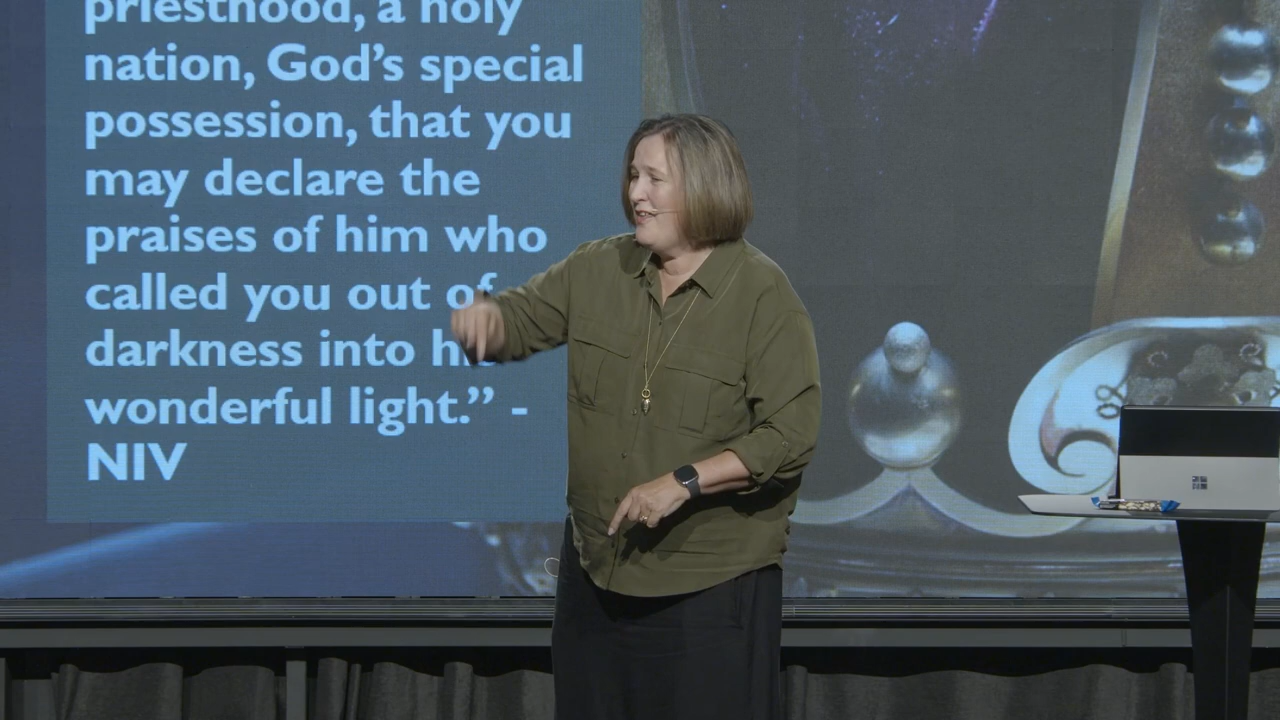 priesthood, a holy
nation, God's special
possession, that you
may declare the
praises of him who
called you out of
darkness into
wonderful light.” -
NIV